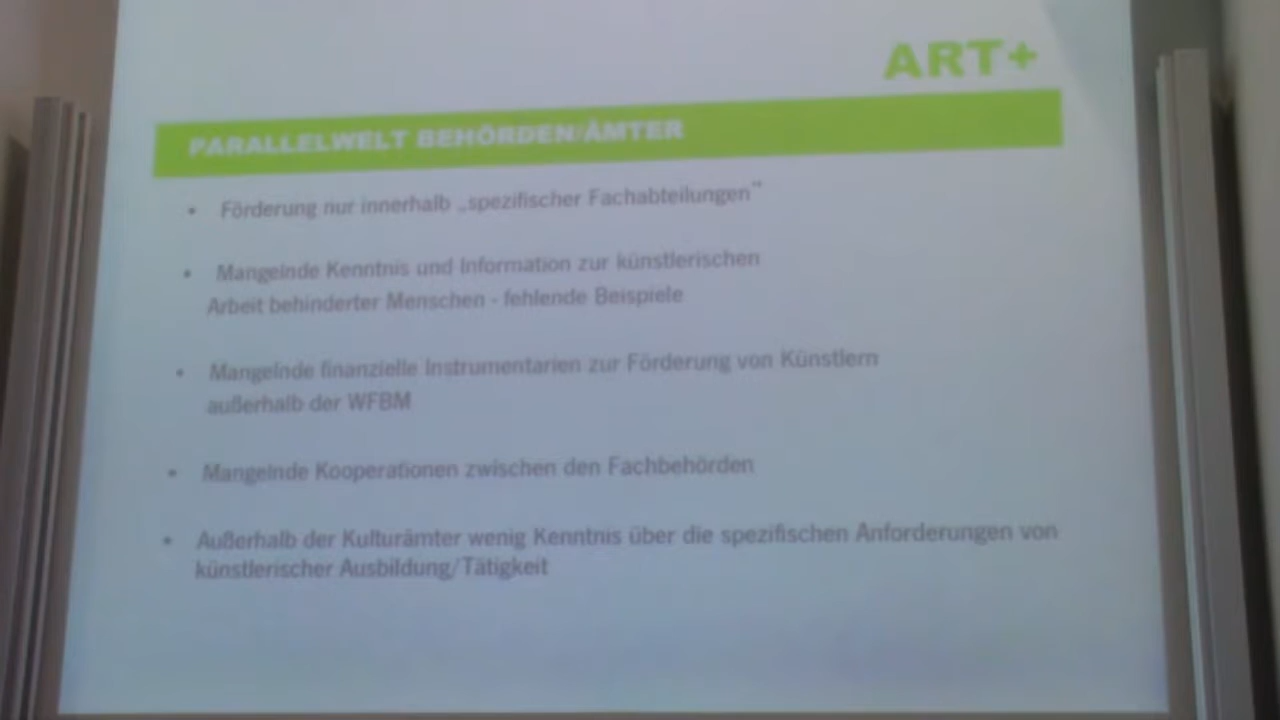 ART+
PARALLELWELT BEHÖRDEN/ÄMTER
• Förderung nur innerhalb „spezifischer Fachabteilungen“
• Mangelnde Kenntnis und Information zur künstlerischen
Arbeit behinderter Menschen - fehlende Beispiele
• Mangelnde finanzielle Instrumentarien zur Förderung von Künstlern
außerhalb der WFBM
• Mangelnde Kooperationen zwischen den Fachbehörden
• Außerhalb der Kulturämter wenig Kenntnis über die spezifischen Anforderungen von
künstlerischer Ausbildung/Tätigkeit